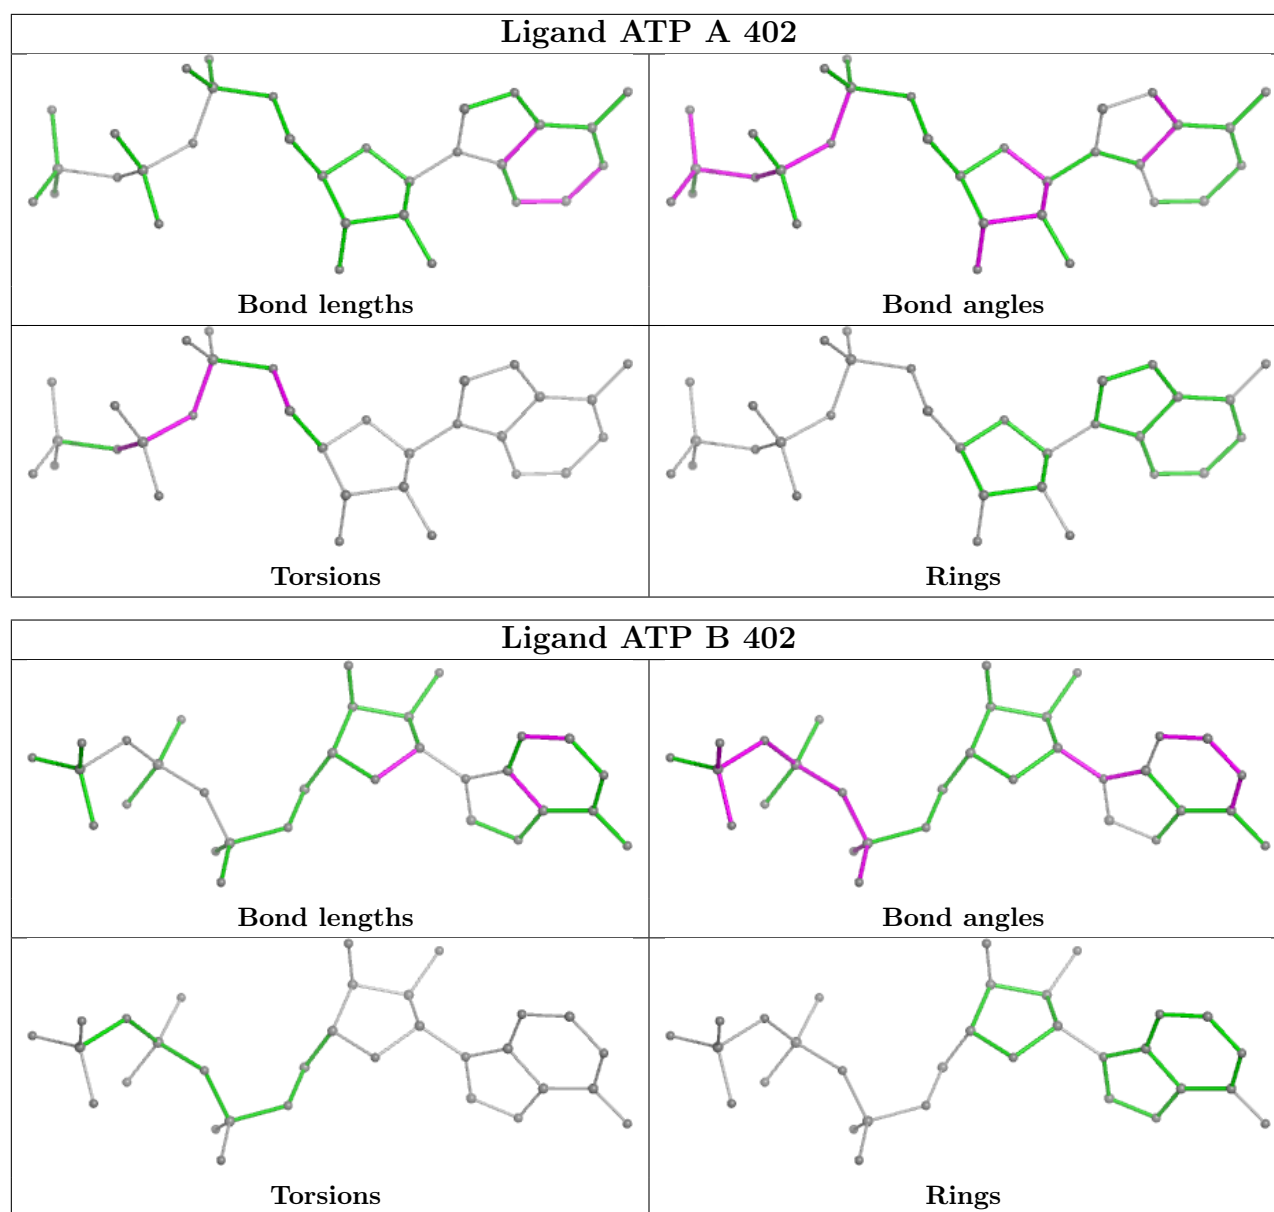 Ligand ATP A 402
Bond lengths
Bond angles
Torsions
Rings
Ligand ATP B 402
Bond lengths
Bond angles
Torsions
Rings